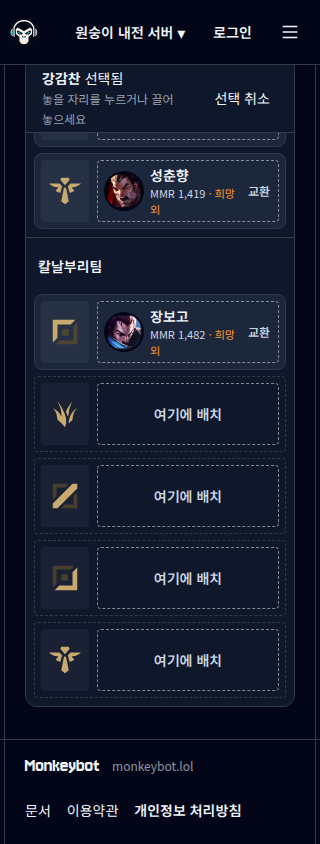 원숭이 내전 서버 ▾ 로그인
강감찬 선택됨
놓을 자리를 누르거나 끌어
놓으세요
선택 취소
성춘향
MMR 1,419 · 희망
외
교환
칼날부리팀
장보고
MMR 1,482 · 희망
외
교환
여기에 배치
여기에 배치
여기에 배치
여기에 배치
Monkeybot monkeybot.lol
문서 이용약관 개인정보 처리방침